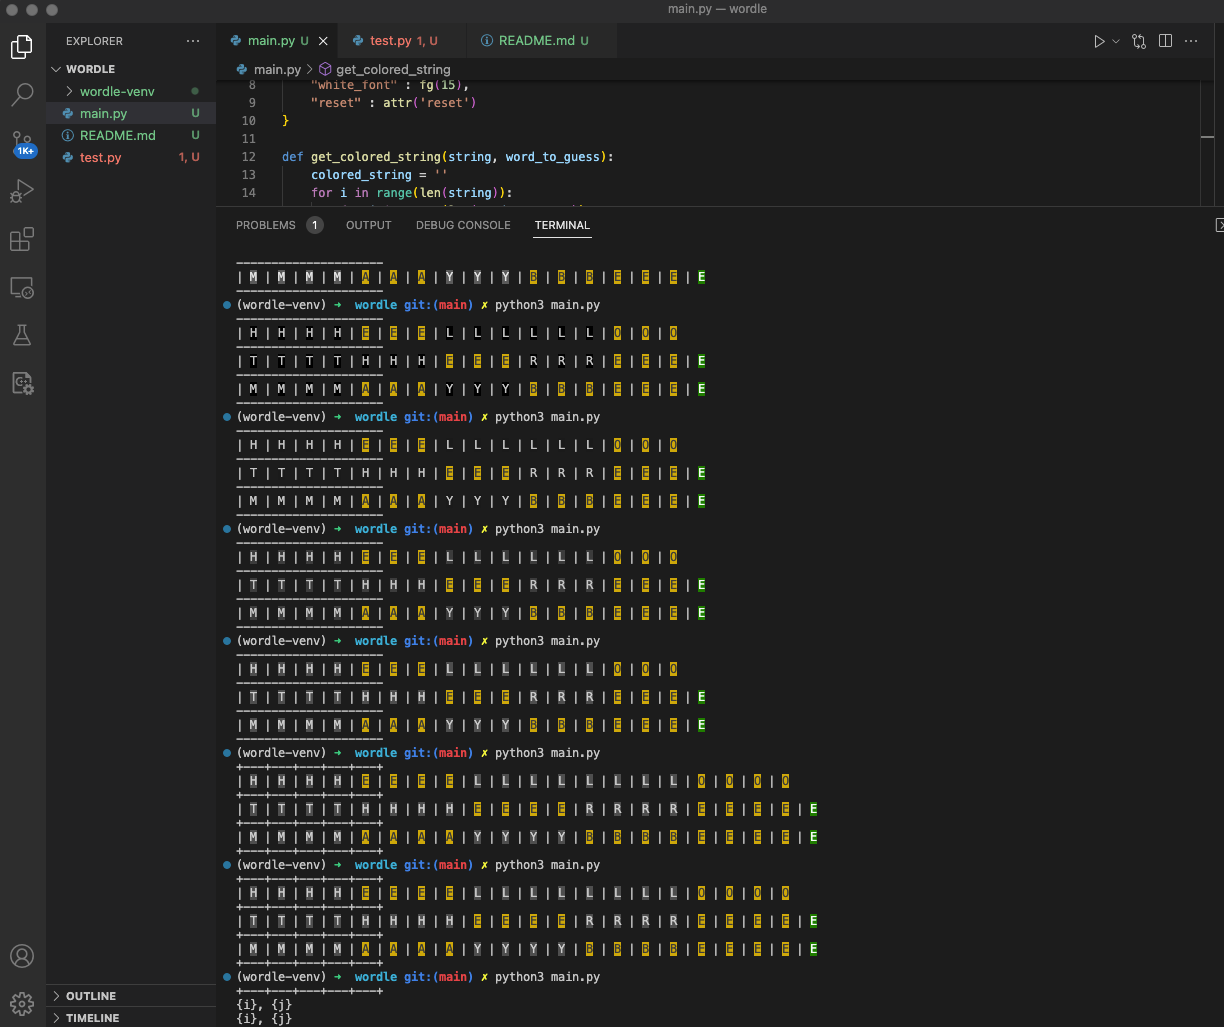 main.py — wordle
EXPLORER
WORDLE
wordle-venv
main.py U
README.md U
test.py 1, U
1K+
OUTLINE
TIMELINE
main.py U
test.py 1, U
README.md U
main.py > get_colored_string
8 "white_font" : fg(15),
9 "reset" : attr('reset')
10 }
11
12 def get_colored_string(string, word_to_guess):
13 colored_string = ''
14 for i in range(len(string)):
PROBLEMS 1 OUTPUT DEBUG CONSOLE TERMINAL
| M | M | M | M | A | A | A | Y | Y | Y | B | B | B | E | E | E | E
(wordle-venv) ➜ wordle git:(main) ✗ python3 main.py
| H | H | H | H | E | E | E | L | L | L | L | L | L | O | O | O
| T | T | T | T | H | H | H | E | E | E | R | R | R | E | E | E | E
| M | M | M | M | A | A | A | Y | Y | Y | B | B | B | E | E | E | E
(wordle-venv) ➜ wordle git:(main) ✗ python3 main.py
| H | H | H | H | E | E | E | L | L | L | L | L | L | O | O | O
| T | T | T | T | H | H | H | E | E | E | R | R | R | E | E | E | E
| M | M | M | M | A | A | A | Y | Y | Y | B | B | B | E | E | E | E
(wordle-venv) ➜ wordle git:(main) ✗ python3 main.py
| H | H | H | H | E | E | E | L | L | L | L | L | L | O | O | O
| T | T | T | T | H | H | H | E | E | E | R | R | R | E | E | E | E
| M | M | M | M | A | A | A | Y | Y | Y | B | B | B | E | E | E | E
(wordle-venv) ➜ wordle git:(main) ✗ python3 main.py
| H | H | H | H | E | E | E | L | L | L | L | L | L | O | O | O
| T | T | T | T | H | H | H | E | E | E | R | R | R | E | E | E | E
| M | M | M | M | A | A | A | Y | Y | Y | B | B | B | E | E | E | E
(wordle-venv) ➜ wordle git:(main) ✗ python3 main.py
+———+———+———+———+———+
| H | H | H | H | E | E | E | E | L | L | L | L | L | L | L | L | O | O | O | O
+———+———+———+———+———+
| T | T | T | T | H | H | H | H | E | E | E | E | R | R | R | R | E | E | E | E | E
+———+———+———+———+———+
| M | M | M | M | A | A | A | A | Y | Y | Y | Y | B | B | B | B | E | E | E | E | E
+———+———+———+———+———+
(wordle-venv) ➜ wordle git:(main) ✗ python3 main.py
+———+———+———+———+———+
| H | H | H | H | E | E | E | E | L | L | L | L | L | L | L | L | O | O | O | O
+———+———+———+———+———+
| T | T | T | T | H | H | H | H | E | E | E | E | R | R | R | R | E | E | E | E | E
+———+———+———+———+———+
| M | M | M | M | A | A | A | A | Y | Y | Y | Y | B | B | B | B | E | E | E | E | E
+———+———+———+———+———+
(wordle-venv) ➜ wordle git:(main) ✗ python3 main.py
+———+———+———+———+———+
{i}, {j}
{i}, {j}